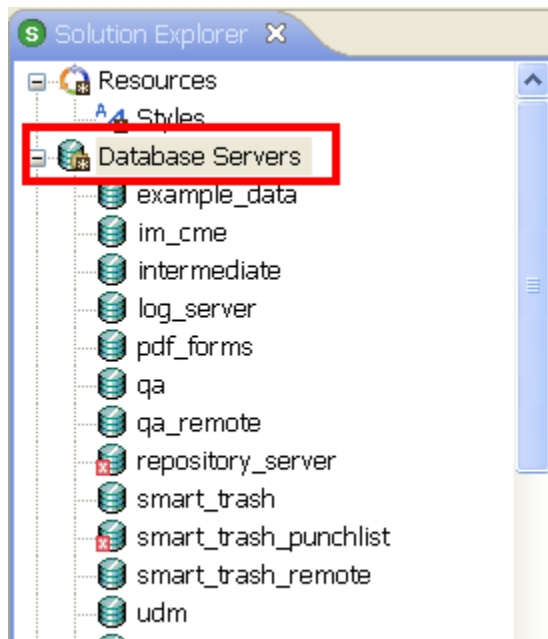 S Solution Explorer
Resources
Styles
Database Servers
example_data
im_cme
intermediate
log_server
pdf_forms
qa
qa_remote
repository_server
smart_trash
smart_trash_punchlist
smart_trash_remote
udm